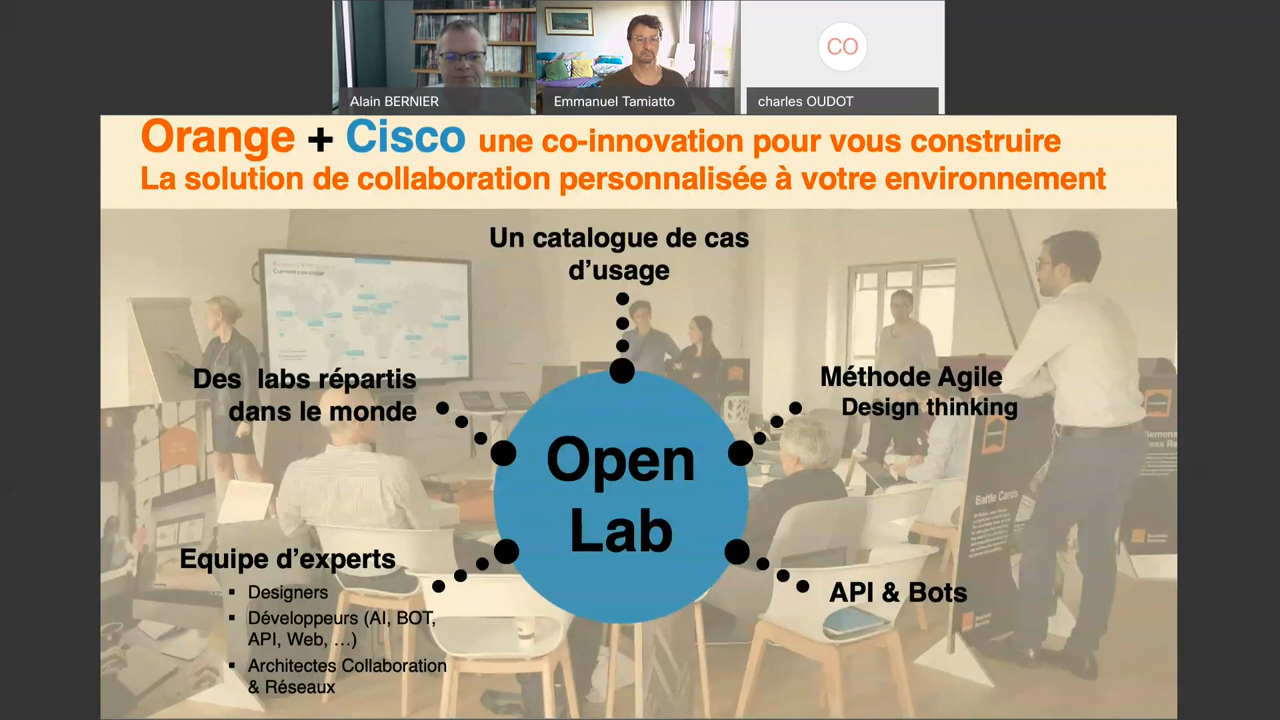 Alain BERNIER
Emmanuel Tamiatto
CO
charles OUDOT
Orange + Cisco une co-innovation pour vous construire
La solution de collaboration personnalisée à votre environnement
Un catalogue de cas
d'usage
Des labs répartis
dans le monde
Méthode Agile
Design thinking
Open
Lab
Equipe d'experts
▪ Designers
▪ Développeurs (AI, BOT,
API, Web, …)
▪ Architectes Collaboration
& Réseaux
API & Bots
Battle Cards